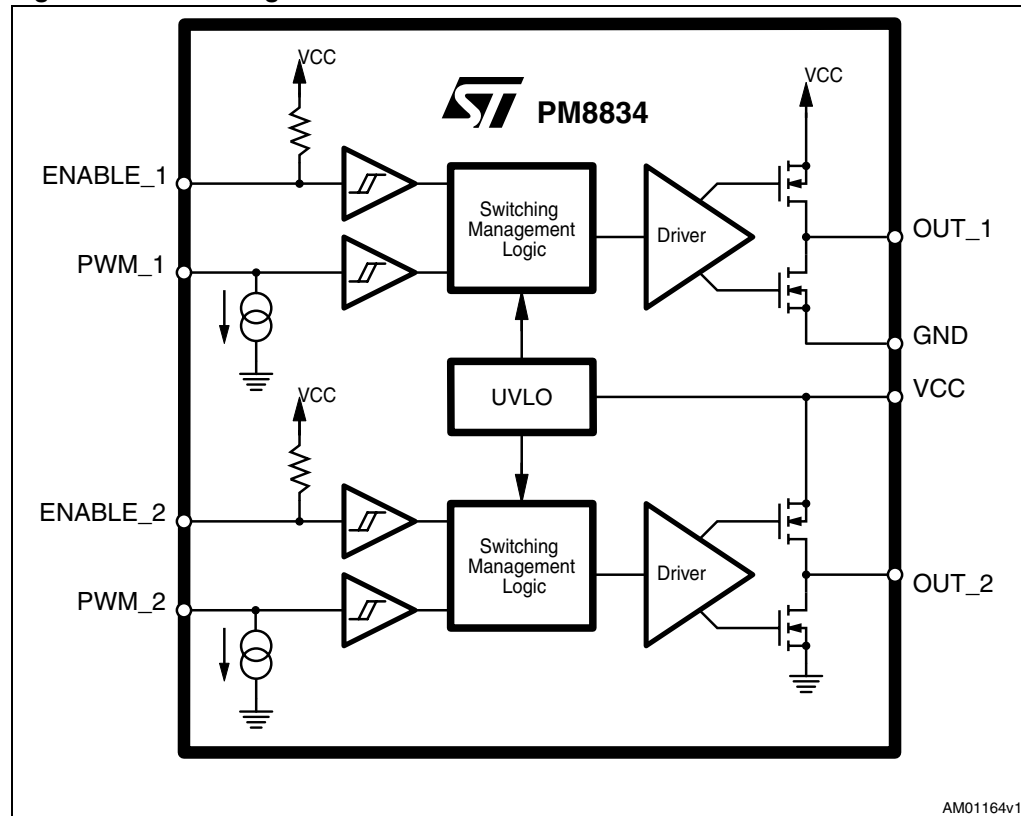 VCC
VCC
ST PM8834
ENABLE_1
Switching
Management
Logic
Driver
OUT_1
PWM_1
GND
UVLO
VCC
VCC
ENABLE_2
Switching
Management
Logic
Driver
OUT_2
PWM_2
AM01164v1